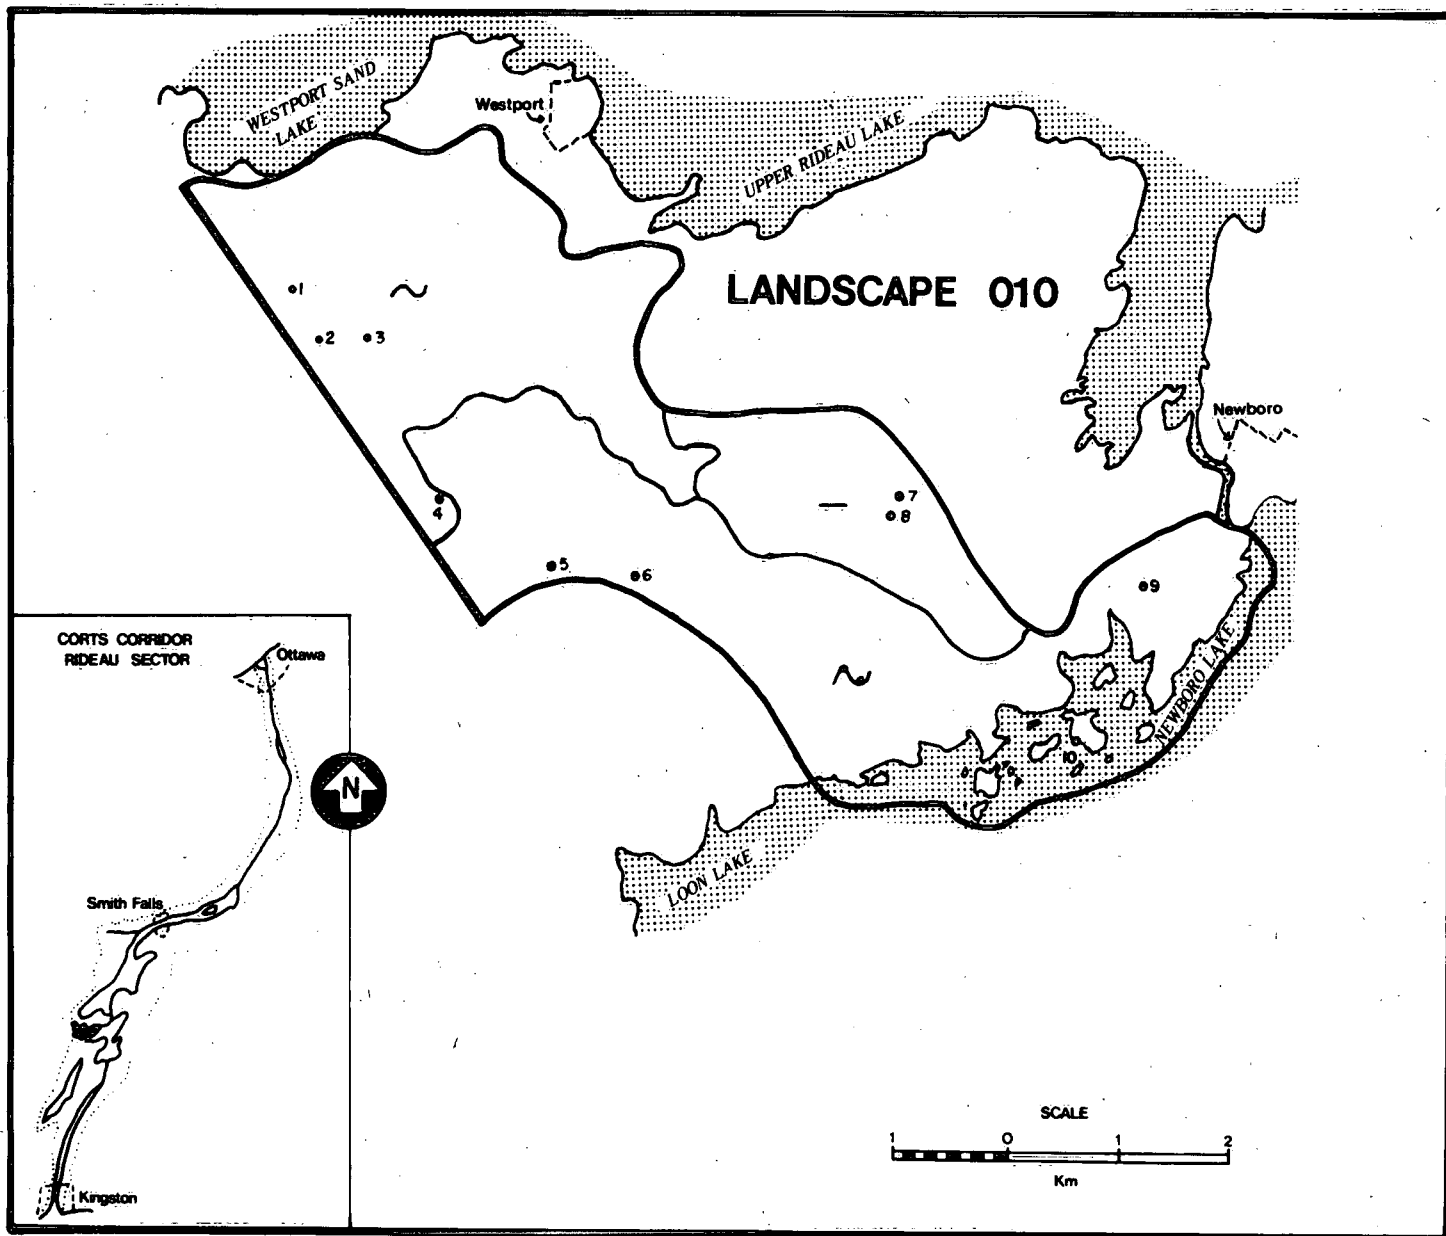 WESTPORT SAND
LAKE
Westport
UPPER RIDEAU LAKE
LANDSCAPE 010
1
2
3
Newboro
4
7
8
5
6
9
NEWBORO LAKE
10
LOON LAKE
CORTS CORRIDOR
RIDEAU SECTOR
Ottawa
N
Smith Falls
Kingston
SCALE
1 0 1 2
Km